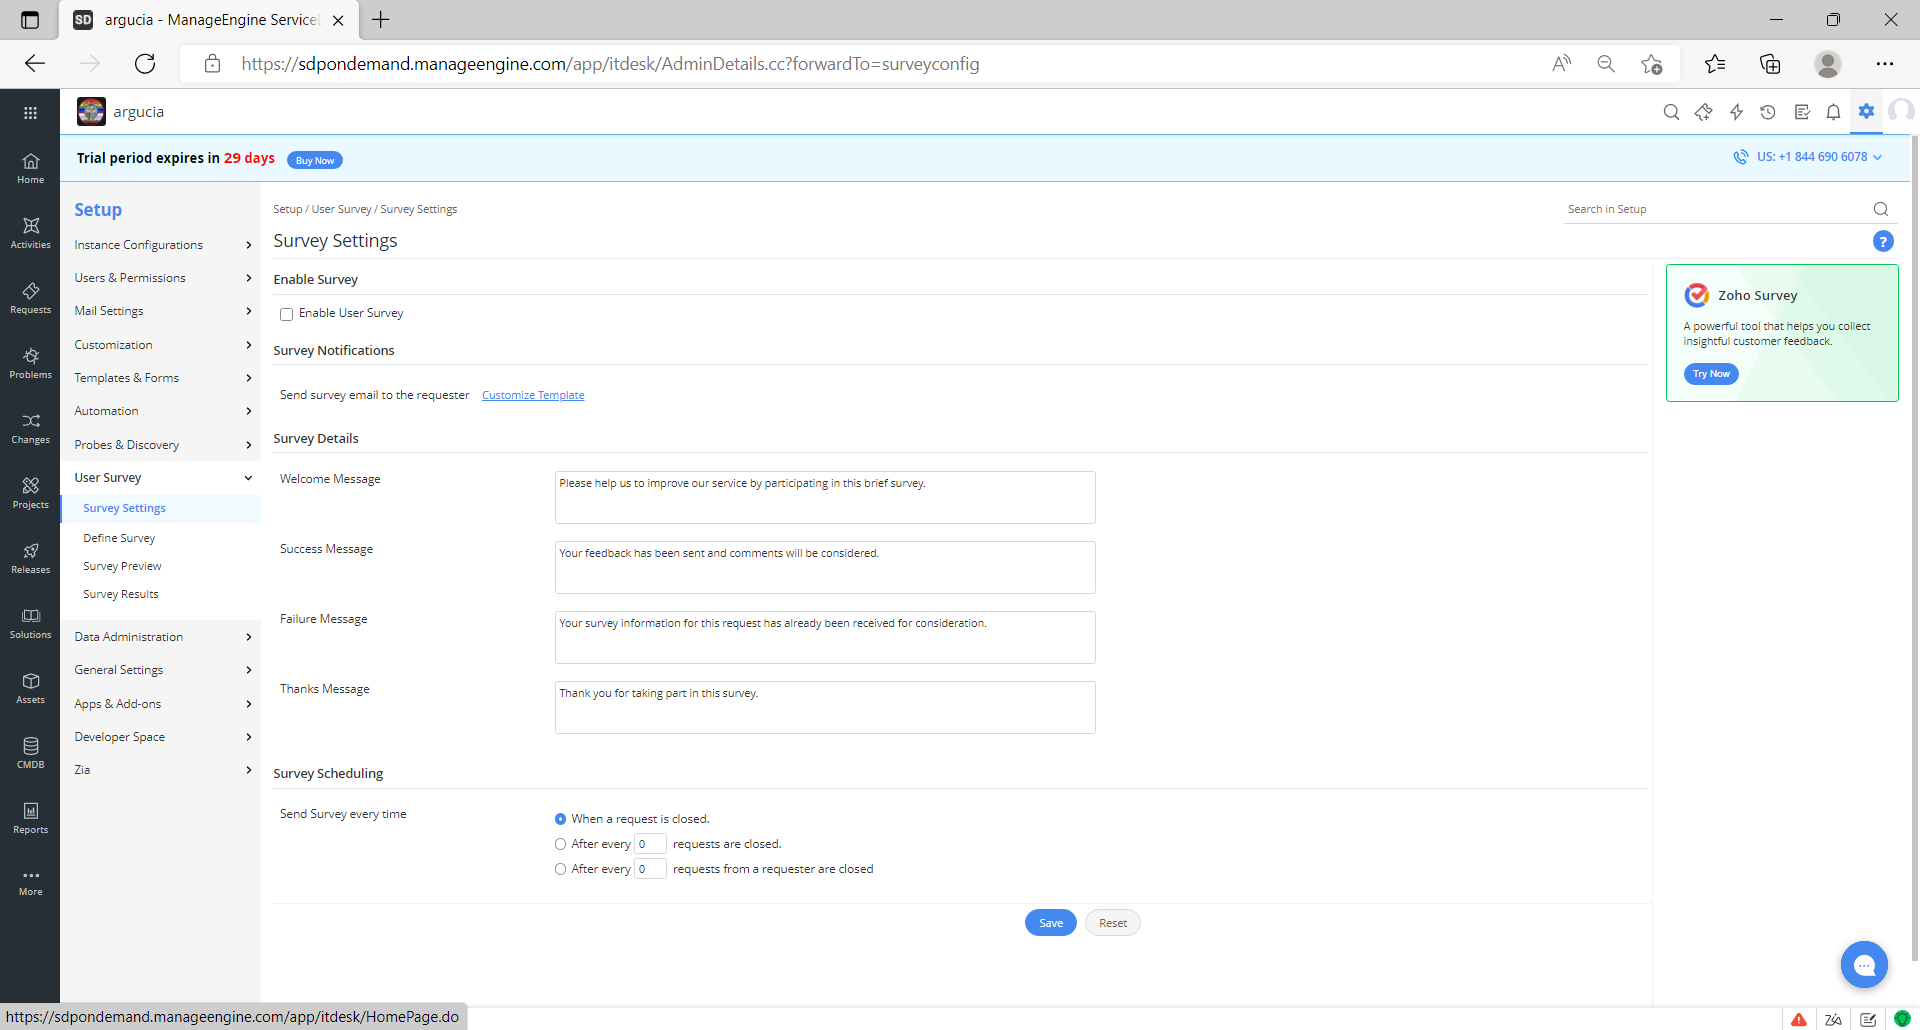 SD argucia - ManageEngine Service
https://sdpondemand.manageengine.com/app/itdesk/AdminDetails.cc?forwardTo=surveyconfig
argucia
Trial period expires in 29 days Buy Now
US: +1 844 690 6078
Home
Activities
Requests
Problems
Changes
Projects
Releases
Solutions
Assets
CMDB
Reports
More
Setup
Instance Configurations
Users & Permissions
Mail Settings
Customization
Templates & Forms
Automation
Probes & Discovery
User Survey
Survey Settings
Define Survey
Survey Preview
Survey Results
Data Administration
General Settings
Apps & Add-ons
Developer Space
Zia
Setup / User Survey / Survey Settings
Search in Setup
Survey Settings
?
Enable Survey
Enable User Survey
Survey Notifications
Send survey email to the requester Customize Template
Survey Details
Welcome Message
Please help us to improve our service by participating in this brief survey.
Success Message
Your feedback has been sent and comments will be considered.
Failure Message
Your survey information for this request has already been received for consideration.
Thanks Message
Thank you for taking part in this survey.
Survey Scheduling
Send Survey every time
When a request is closed.
After every 0 requests are closed.
After every 0 requests from a requester are closed
Save Reset
Zoho Survey
A powerful tool that helps you collect
insightful customer feedback.
Try Now
https://sdpondemand.manageengine.com/app/itdesk/HomePage.do